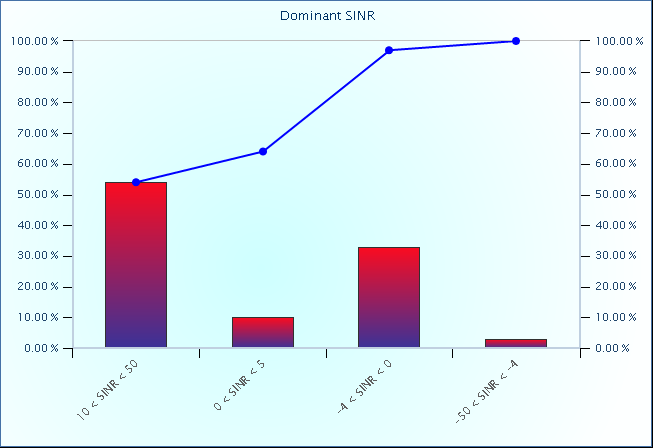 Dominant SINR
100.00 % 100.00 %
90.00 % 90.00 %
80.00 % 80.00 %
70.00 % 70.00 %
60.00 % 60.00 %
50.00 % 50.00 %
40.00 % 40.00 %
30.00 % 30.00 %
20.00 % 20.00 %
10.00 % 10.00 %
0.00 % 0.00 %
10 < SINR < 50
0 < SINR < 5
-4 < SINR < 0
-50 < SINR < -4